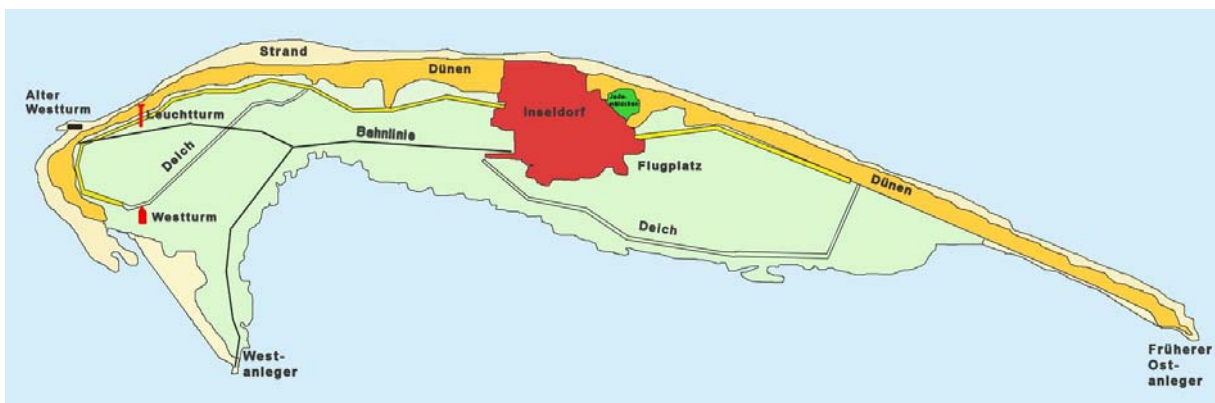 Strand
Dünen
Alter
Westturm
Leuchtturm
Inseldorf
Bahnlinie
Deich
Flugplatz
Dünen
Westturm
Deich
West-
anleger
Früherer
Ost-
anleger